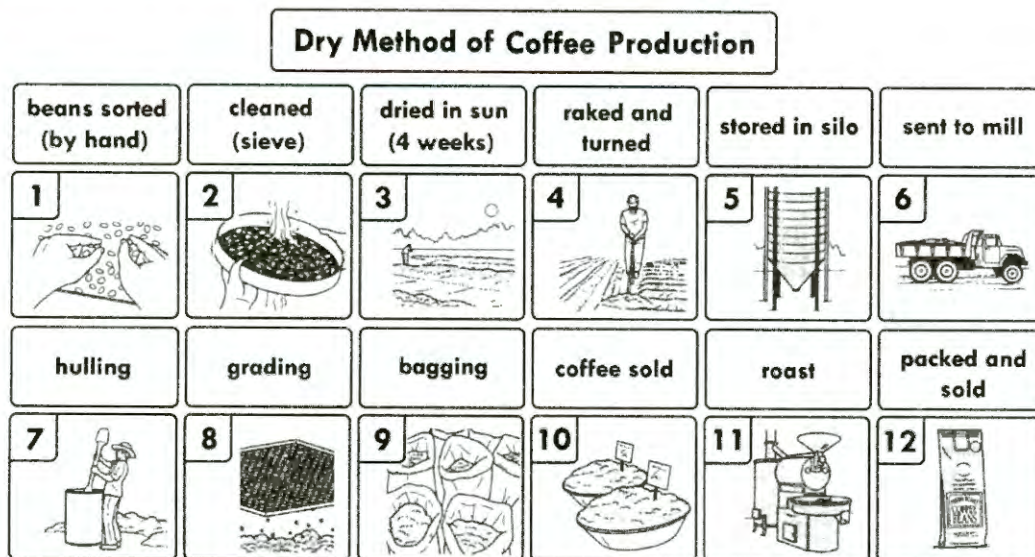 Dry Method of Coffee Production
beans sorted
(by hand)
cleaned
(sieve)
dried in sun
(4 weeks)
raked and
turned
stored in silo
sent to mill
1
2
3
4
5
6
hulling
grading
bagging
coffee sold
roast
packed and
sold
7
8
9
10
11
12
COFFEE
BEANS